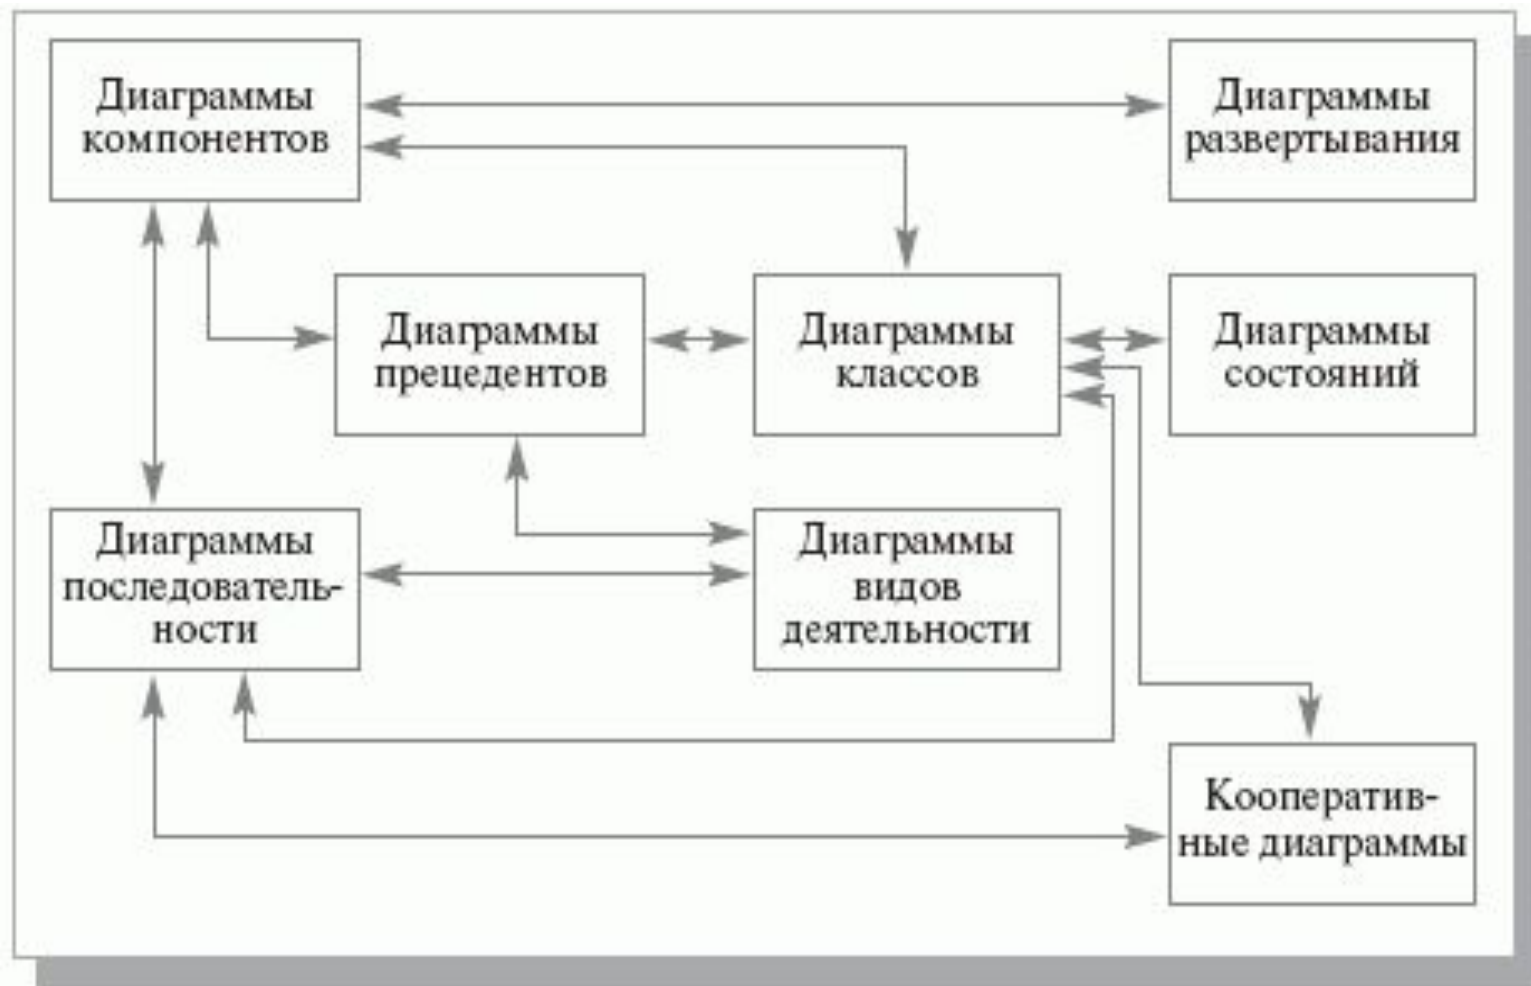 Диаграммы
компонентов
Диаграммы
развертывания
Диаграммы
прецедентов
Диаграммы
классов
Диаграммы
состояний
Диаграммы
последователь-
ности
Диаграммы
видов
деятельности
Кооператив-
ные диаграммы